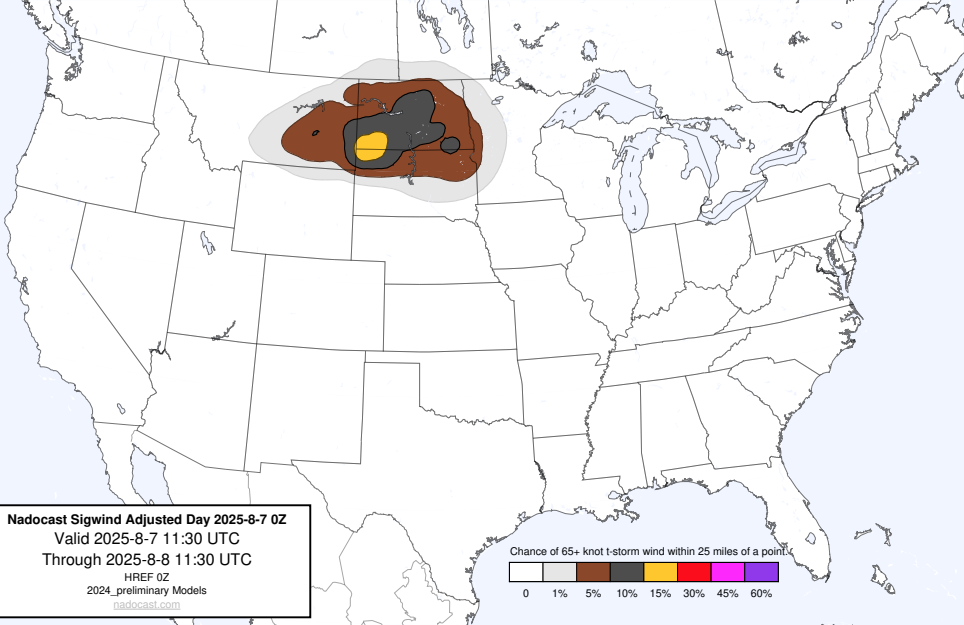 Nadocast Sigwind Adjusted Day 2025-8-7 0Z
Valid 2025-8-7 11:30 UTC
Through 2025-8-8 11:30 UTC
HREF 0Z
2024_preliminary Models
nadocast.com
Chance of 65+ knot t-storm wind within 25 miles of a point.
0 1% 5% 10% 15% 30% 45% 60%